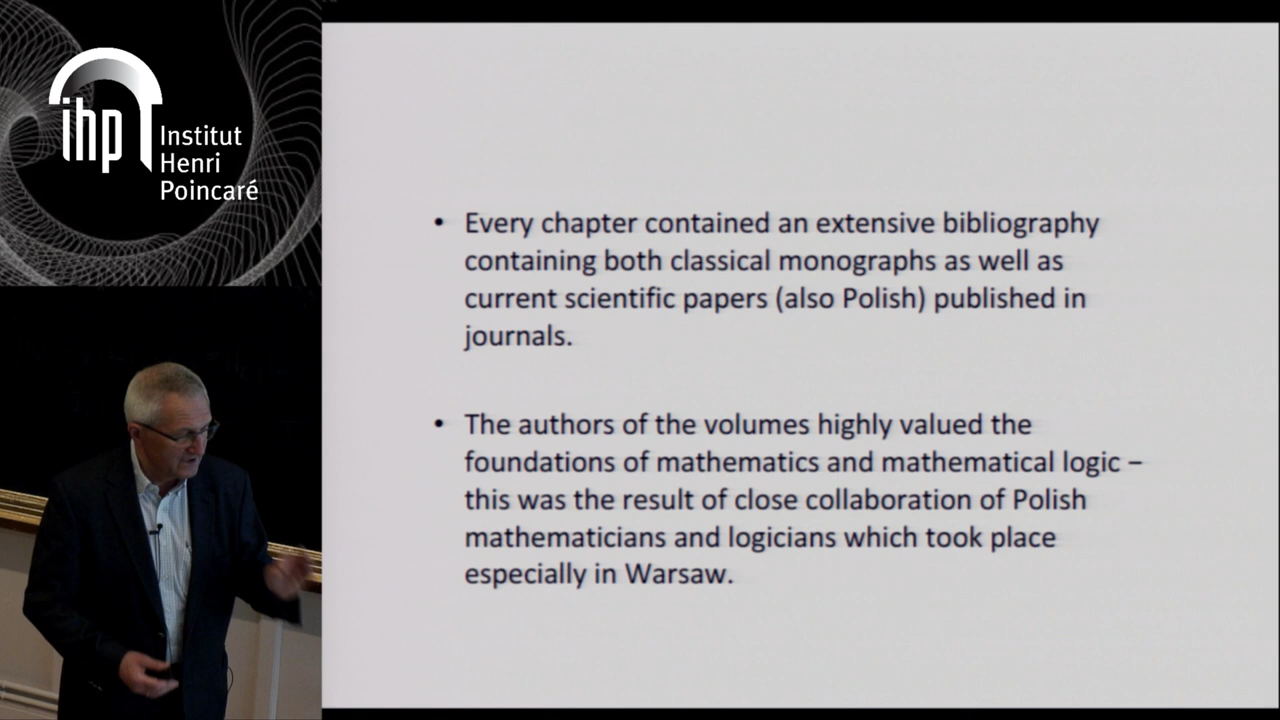 ihp
Institut
Henri
Poincaré
• Every chapter contained an extensive bibliography
containing both classical monographs as well as
current scientific papers (also Polish) published in
journals.
• The authors of the volumes highly valued the
foundations of mathematics and mathematical logic –
this was the result of close collaboration of Polish
mathematicians and logicians which took place
especially in Warsaw.